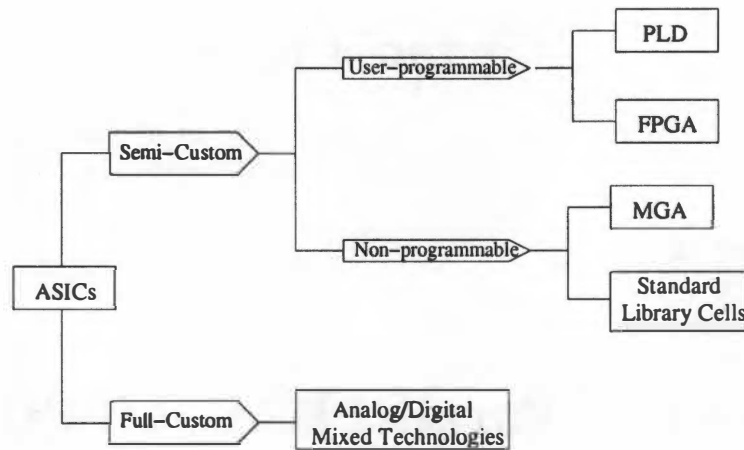 PLD
User-programmable
FPGA
Semi-Custom
MGA
Non-programmable
ASICs
Standard
Library Cells
Full-Custom
Analog/Digital
Mixed Technologies